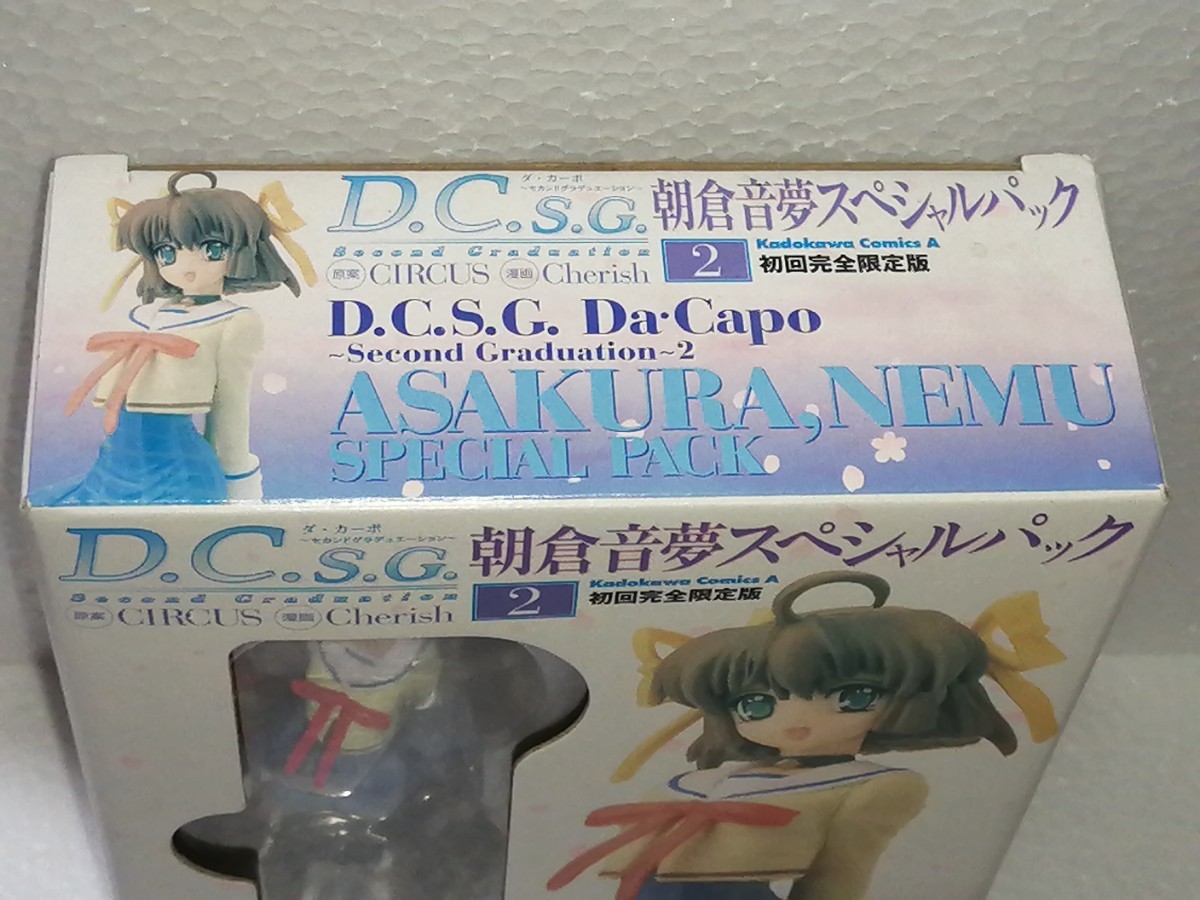 D.C.S.G.
ダ・カーポ
～セカンドグラデュエーション～
朝倉音夢スペシャルパック
Second Graduation
2
Kadokawa Comics A
初回完全限定版
原案 CIRCUS 漫画 Cherish
D.C.S.G. Da・Capo
~Second Graduation~2
ASAKURA,NEMU
SPECIAL PACK
D.C.S.G.
ダ・カーポ
～セカンドグラデュエーション～
朝倉音夢スペシャルパック
Second Graduation
2
Kadokawa Comics A
初回完全限定版
原案 CIRCUS 漫画 Cherish